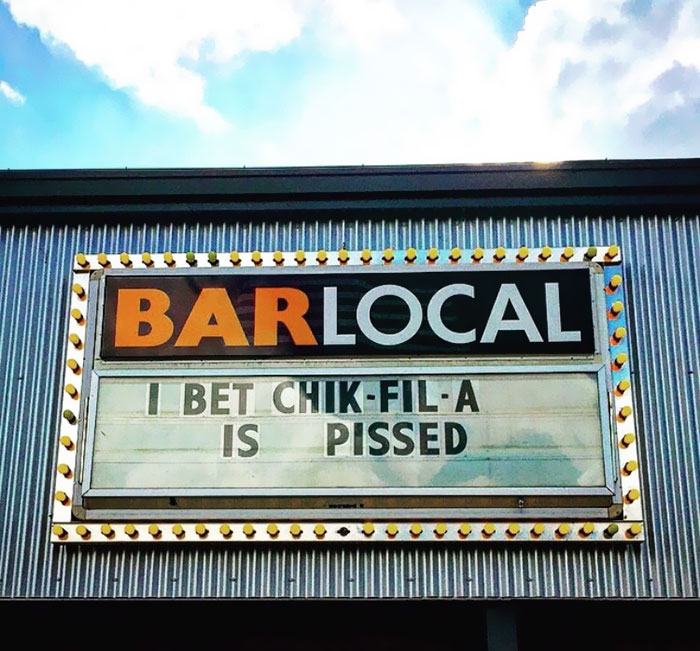 BARLOCAL
I BET CHIK-FIL-A
IS PISSED